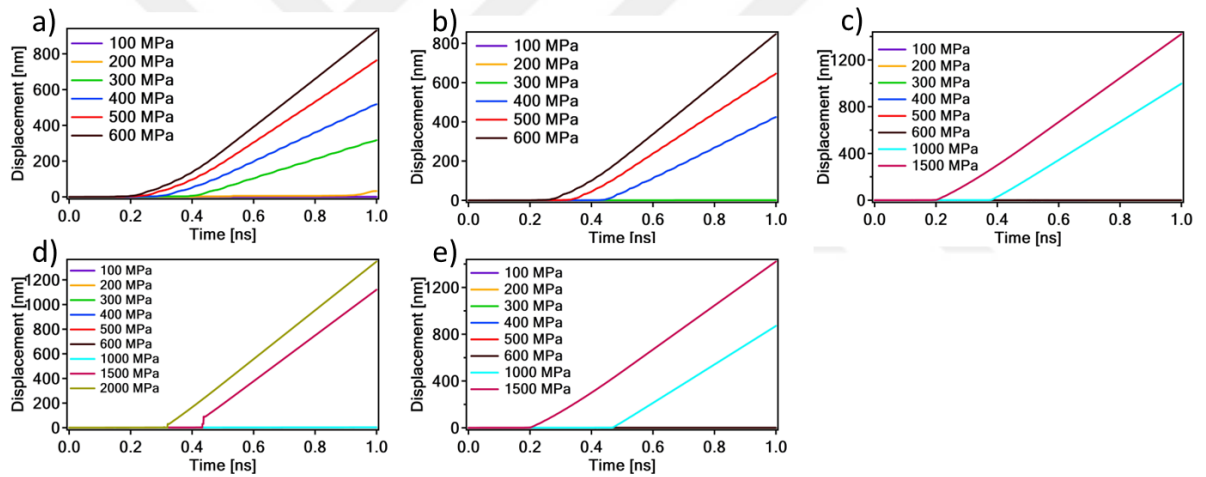 a)
Displacement [nm]
800
600
400
200
0
100 MPa
200 MPa
300 MPa
400 MPa
500 MPa
600 MPa
0.0 0.2 0.4 0.6 0.8 1.0
Time [ns]
b)
Displacement [nm]
800
600
400
200
0
100 MPa
200 MPa
300 MPa
400 MPa
500 MPa
600 MPa
0.0 0.2 0.4 0.6 0.8 1.0
Time [ns]
c)
Displacement [nm]
1200
800
400
0
100 MPa
200 MPa
300 MPa
400 MPa
500 MPa
600 MPa
1000 MPa
1500 MPa
0.0 0.2 0.4 0.6 0.8 1.0
Time [ns]
d)
Displacement [nm]
1200
1000
800
600
400
200
0
100 MPa
200 MPa
300 MPa
400 MPa
500 MPa
600 MPa
1000 MPa
1500 MPa
2000 MPa
0.0 0.2 0.4 0.6 0.8 1.0
Time [ns]
e)
Displacement [nm]
1200
800
400
0
100 MPa
200 MPa
300 MPa
400 MPa
500 MPa
600 MPa
1000 MPa
1500 MPa
0.0 0.2 0.4 0.6 0.8 1.0
Time [ns]